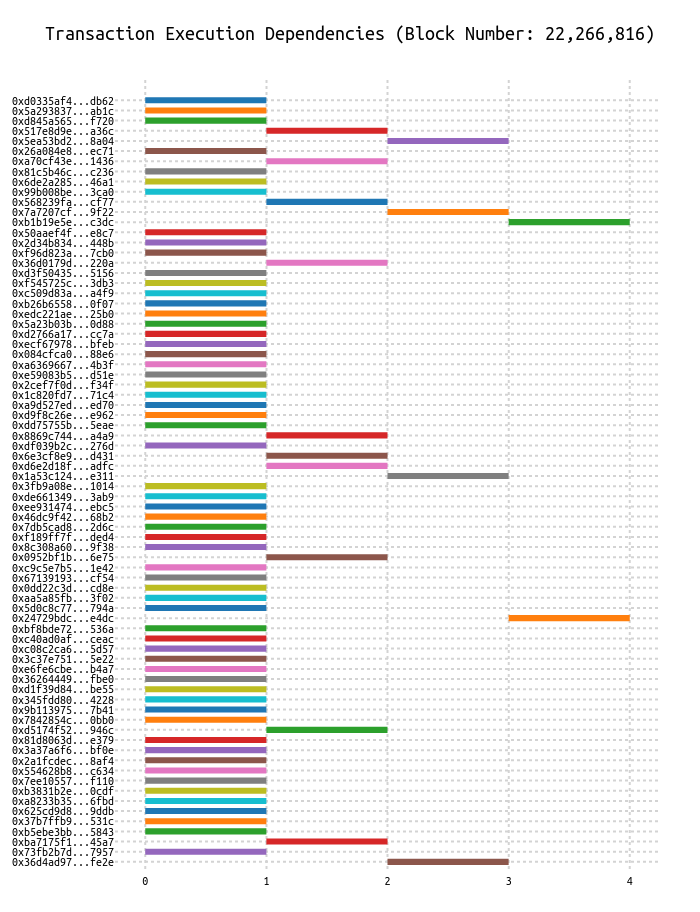 Transaction Execution Dependencies (Block Number: 22,266,816)
0xd0335af4...db62
0x5a293837...ab1c
0xd845a565...f720
0x517e8d9e...a36c
0x5ea53bd2...8a04
0x26a084e8...ec71
0xa70cf43e...1436
0x81c5b46c...c236
0x6de2a285...46a1
0x99b008be...3ca0
0x568239fa...cf77
0x7a7207cf...9f22
0xb1b19e5e...c3dc
0x50aaef4f...e8c7
0x2d34b834...448b
0xf96d823a...7cb0
0x36d0179d...220a
0xd3f50435...5156
0xf545725c...3db3
0xc509d83a...a4f9
0xb26b6558...0f07
0xedc221ae...25b0
0x5a23b03b...0d88
0xd2766a17...cc7a
0xecf67978...bfeb
0x084cfca0...88e6
0xa6369667...4b3f
0xe59083b5...d51e
0x2cef7f0d...f34f
0x1c820fd7...71c4
0xa9d527ed...ed70
0xd9f8c26e...e962
0xdd75755b...5eae
0x8869c744...a4a9
0xdf039b2c...276d
0x6e3cf8e9...d431
0xd6e2d18f...adfc
0x1a53c124...e311
0x3fb9a08e...1014
0xde661349...3ab9
0xee931474...ebc5
0x46dc9f42...68b2
0x7db5cad8...2d6c
0xf189ff7f...ded4
0x8c308a60...9f38
0x0952bf1b...6e75
0xc9c5e7b5...1e42
0x67139193...cf54
0x0dd22c3d...cd8e
0xaa5a85fb...3f02
0x5d0c8c77...794a
0x24729bdc...e4dc
0xbf8bde72...536a
0xc40ad0af...ceac
0xc08c2ca6...5d57
0x3c37e751...5e22
0xe6fe6cbe...b4a7
0x36264449...fbe0
0xd1f39d84...be55
0x345fdd80...4228
0x9b113975...7b41
0x7842854c...0bb0
0xd5174f52...946c
0x81d8063d...e379
0x3a37a6f6...bf0e
0x2a1fcdec...8af4
0x554628b8...c634
0x7ee10557...f110
0xb3831b2e...0cdf
0xa8233b35...6fbd
0x625cd9d8...9ddb
0x37b7ffb9...531c
0xb5ebe3bb...5843
0xba7175f1...45a7
0x73fb2b7d...7957
0x36d4ad97...fe2e
0 1 2 3 4